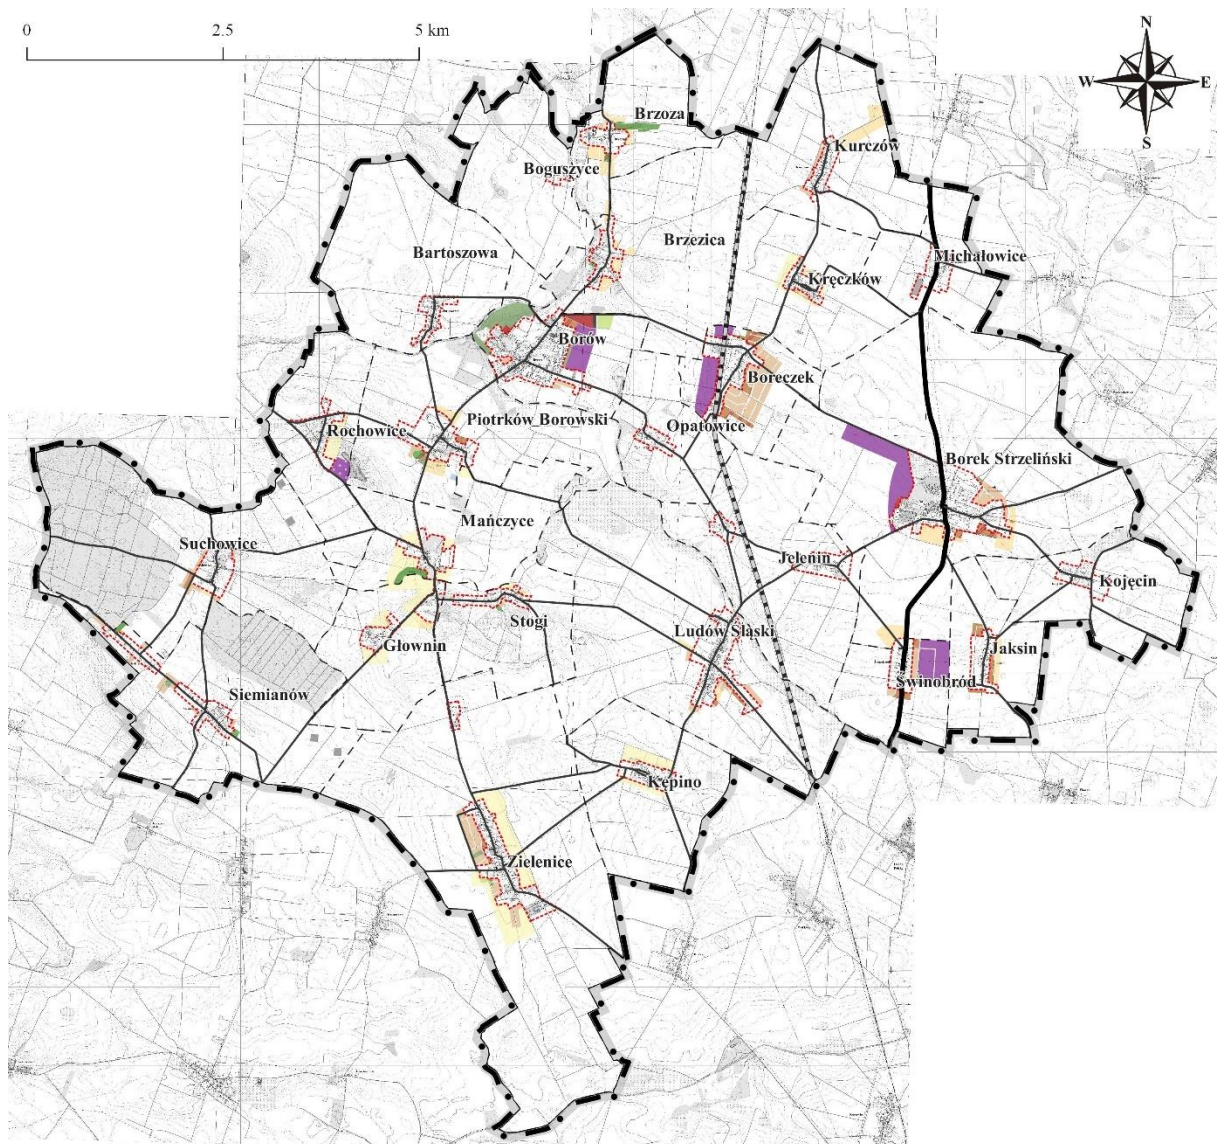 0 2.5 5 km
N
W E
S
Brzoza
Kurczów
Boguszyce
Brzezica
Bartoszowa
Michałowice
Kręczków
Borów
Boreczek
Piotrków Borowski
Opatowice
Rochowice
Borek Strzeliński
Mańczyce
Suchowice
Jelenin
Kojęcin
Stogi
Ludów Śląski
Głownin
Jaksin
Świnobród
Siemianów
Kępino
Zielenice